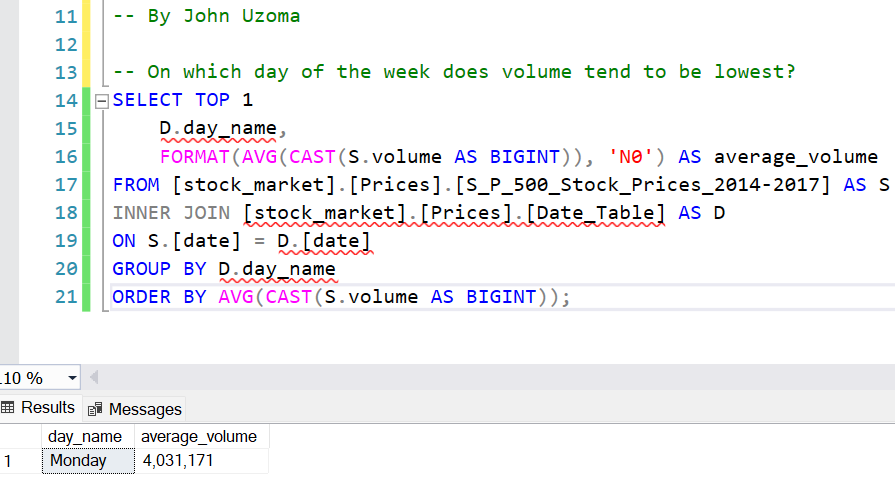 11 -- By John Uzoma
12
13 -- On which day of the week does volume tend to be lowest?
14 SELECT TOP 1
15 D.day_name,
16 FORMAT(AVG(CAST(S.volume AS BIGINT)), 'N0') AS average_volume
17 FROM [stock_market].[Prices].[S_P_500_Stock_Prices_2014-2017] AS S
18 INNER JOIN [stock_market].[Prices].[Date_Table] AS D
19 ON S.[date] = D.[date]
20 GROUP BY D.day_name
21 ORDER BY AVG(CAST(S.volume AS BIGINT));
110 %
Results Messages
day_name average_volume
1 Monday 4,031,171